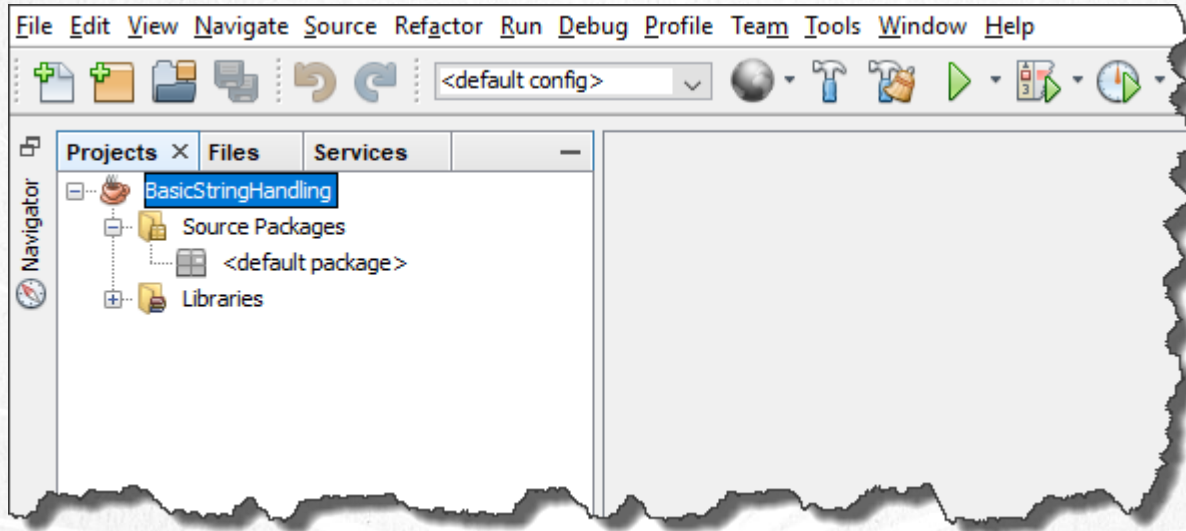 File Edit View Navigate Source Refactor Run Debug Profile Team Tools Window Help
<default config>
Projects Files Services
Navigator
BasicStringHandling
Source Packages
<default package>
Libraries